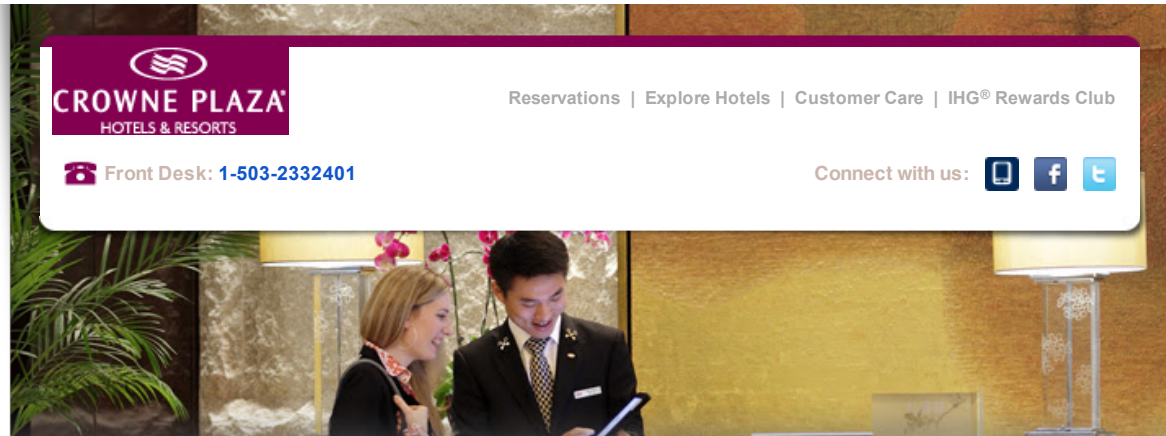 CROWNE PLAZA
HOTELS & RESORTS
Reservations | Explore Hotels | Customer Care | IHG® Rewards Club
Front Desk: 1-503-2332401
Connect with us: